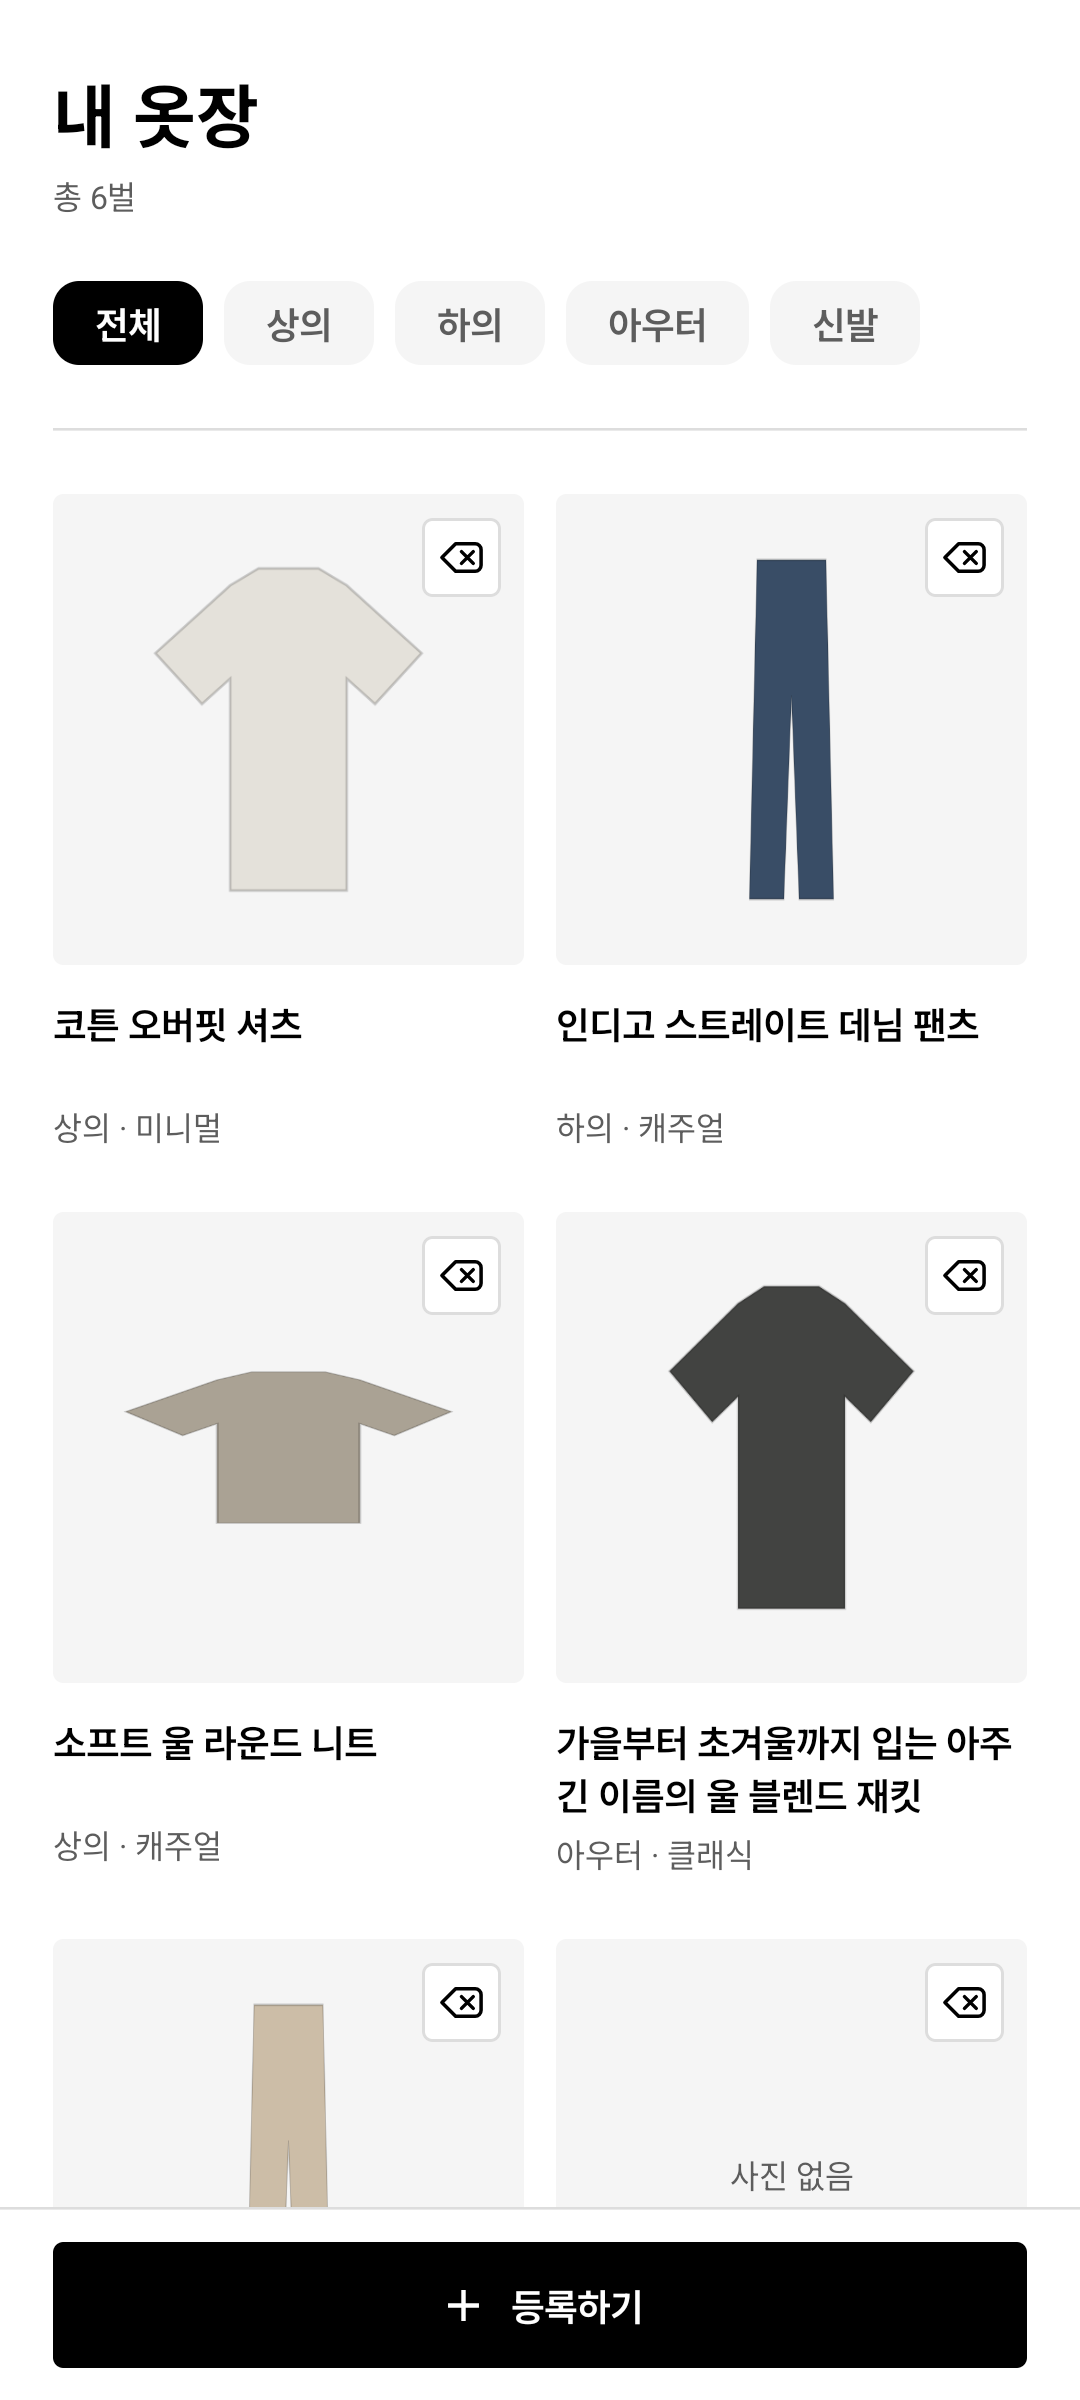 내 옷장
총 6벌
전체 상의 하의 아우터 신발
코튼 오버핏 셔츠
상의 · 미니멀
인디고 스트레이트 데님 팬츠
하의 · 캐주얼
소프트 울 라운드 니트
상의 · 캐주얼
가을부터 초겨울까지 입는 아주
긴 이름의 울 블렌드 재킷
아우터 · 클래식
사진 없음
등록하기